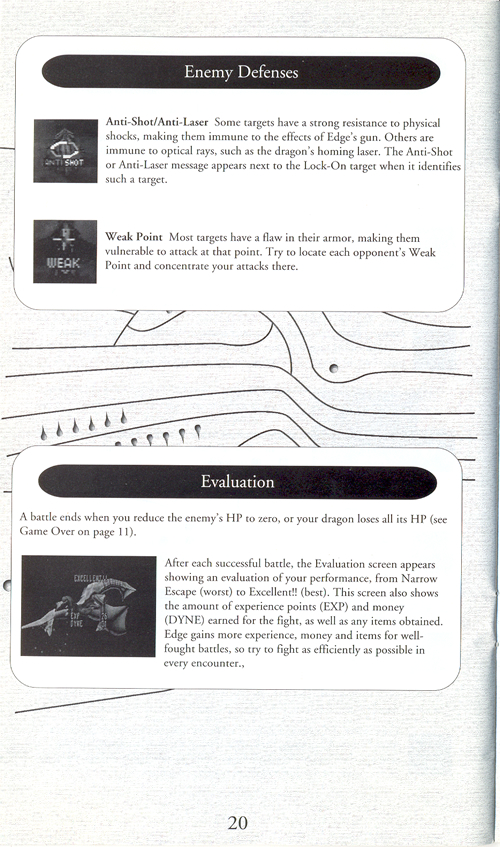 Enemy Defenses
ANTI SHOT
Anti-Shot/Anti-Laser Some targets have a strong resistance to physical
shocks, making them immune to the effects of Edge's gun. Others are
immune to optical rays, such as the dragon's homing laser. The Anti-Shot
or Anti-Laser message appears next to the Lock-On target when it identifies
such a target.
WEAK
Weak Point Most targets have a flaw in their armor, making them
vulnerable to attack at that point. Try to locate each opponent's Weak
Point and concentrate your attacks there.
Evaluation
A battle ends when you reduce the enemy's HP to zero, or your dragon loses all its HP (see
Game Over on page 11).
EXCELLENT!!
EXP
DYNE
After each successful battle, the Evaluation screen appears
showing an evaluation of your performance, from Narrow
Escape (worst) to Excellent!! (best). This screen also shows
the amount of experience points (EXP) and money
(DYNE) earned for the fight, as well as any items obtained.
Edge gains more experience, money and items for well-
fought battles, so try to fight as efficiently as possible in
every encounter.,
20